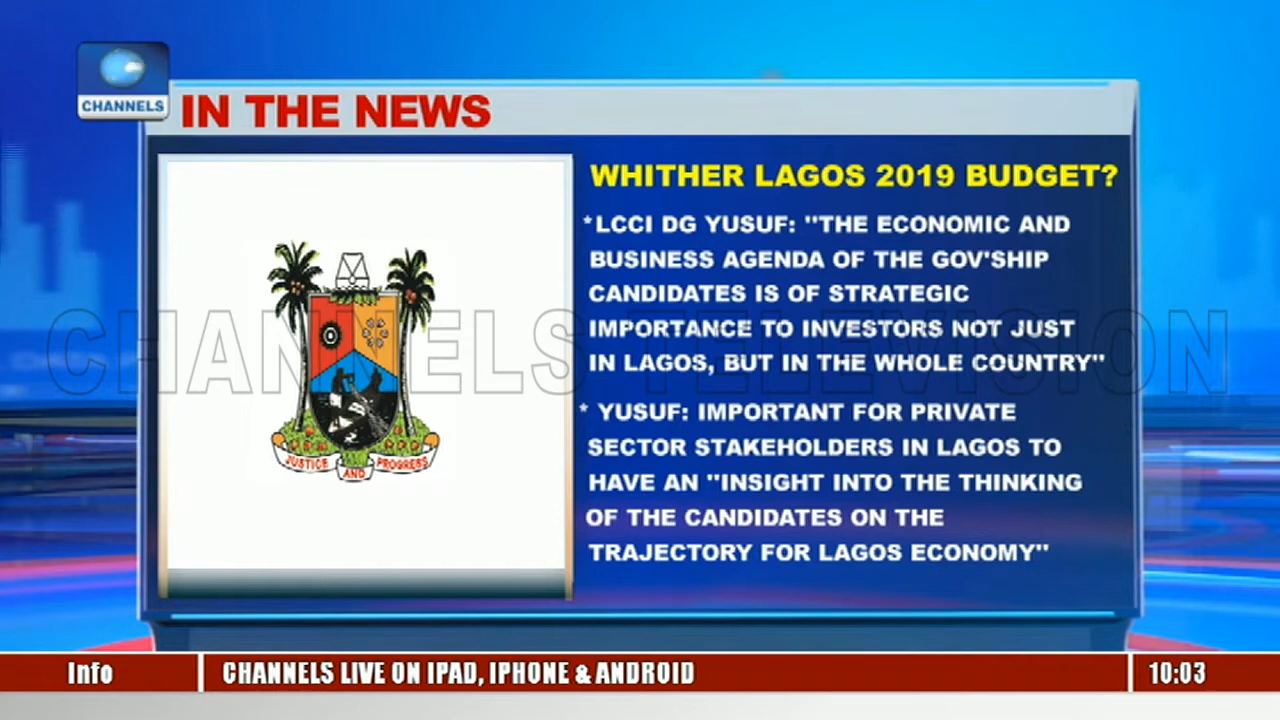 CHANNELS
IN THE NEWS
WHITHER LAGOS 2019 BUDGET?
*LCCI DG YUSUF: "THE ECONOMIC AND
BUSINESS AGENDA OF THE GOV'SHIP
CANDIDATES IS OF STRATEGIC
IMPORTANCE TO INVESTORS NOT JUST
IN LAGOS, BUT IN THE WHOLE COUNTRY"
* YUSUF: IMPORTANT FOR PRIVATE
SECTOR STAKEHOLDERS IN LAGOS TO
HAVE AN "INSIGHT INTO THE THINKING
OF THE CANDIDATES ON THE
TRAJECTORY FOR LAGOS ECONOMY"
JUSTICE AND PROGRESS
CHANNELS TELEVISION
Info
CHANNELS LIVE ON IPAD, IPHONE & ANDROID
10:03